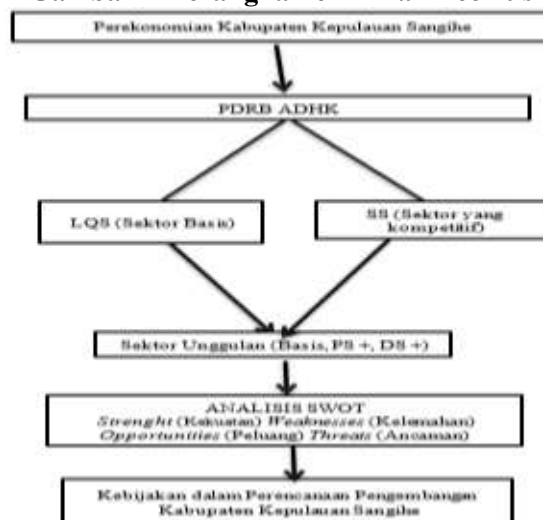 Perekonomian Kabupaten Kepulauan Sangihe
PDRB ADHK
LQS (Sektor Basis)
SS (Sektor yang
kompetitif)
Sektor Unggulan (Basis, PS +, DS +)
ANALISIS SWOT
Strenght (Kekuatan) Weaknesses (Kelemahan)
Opportunities (Peluang) Threats (Ancaman)
Kebijakan dalam Perencanaan Pengembangan
Kabupaten Kepulauan Sangihe